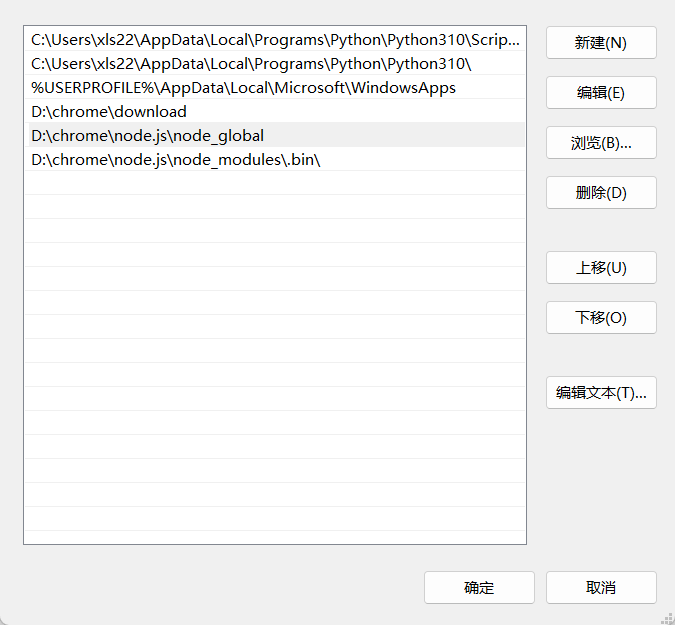 C:\Users\xls22\AppData\Local\Programs\Python\Python310\Scrip...
C:\Users\xls22\AppData\Local\Programs\Python\Python310\
%USERPROFILE%\AppData\Local\Microsoft\WindowsApps
D:\chrome\download
D:\chrome\node.js\node_global
D:\chrome\node.js\node_modules\.bin\
新建(N)
编辑(E)
浏览(B)...
删除(D)
上移(U)
下移(O)
编辑文本(T)...
确定
取消